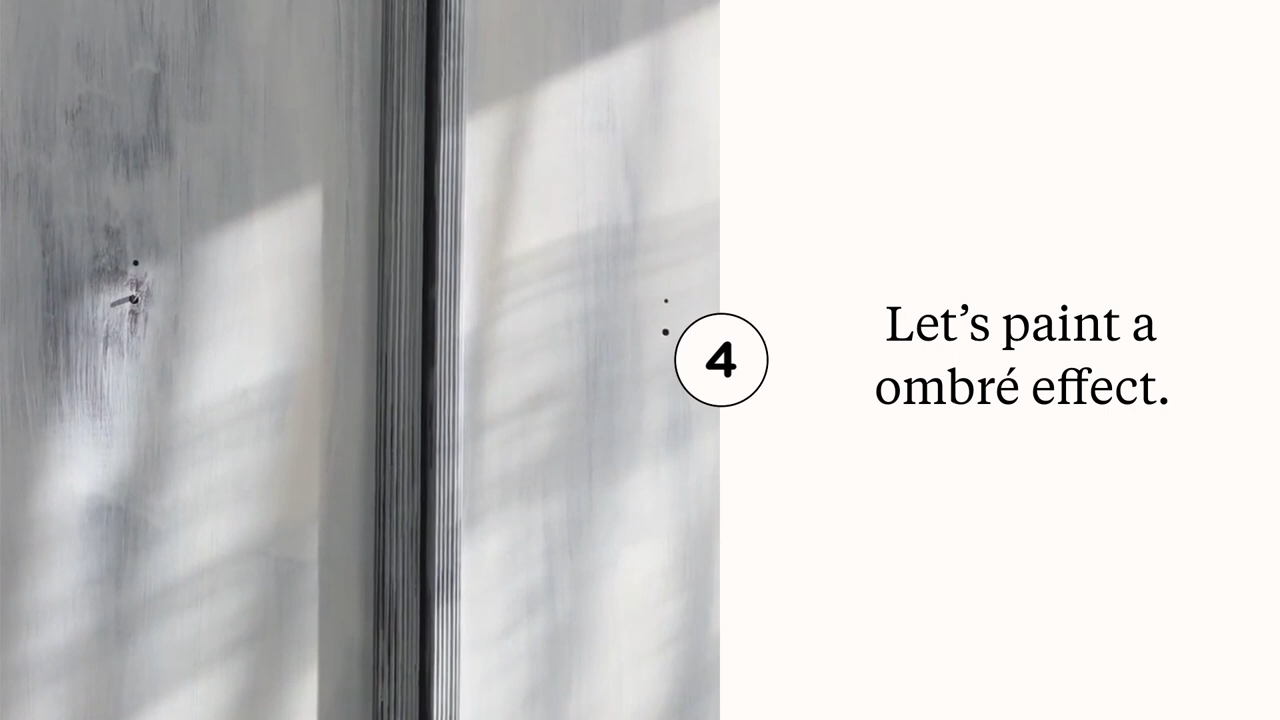 4
Let’s paint a
ombré effect.